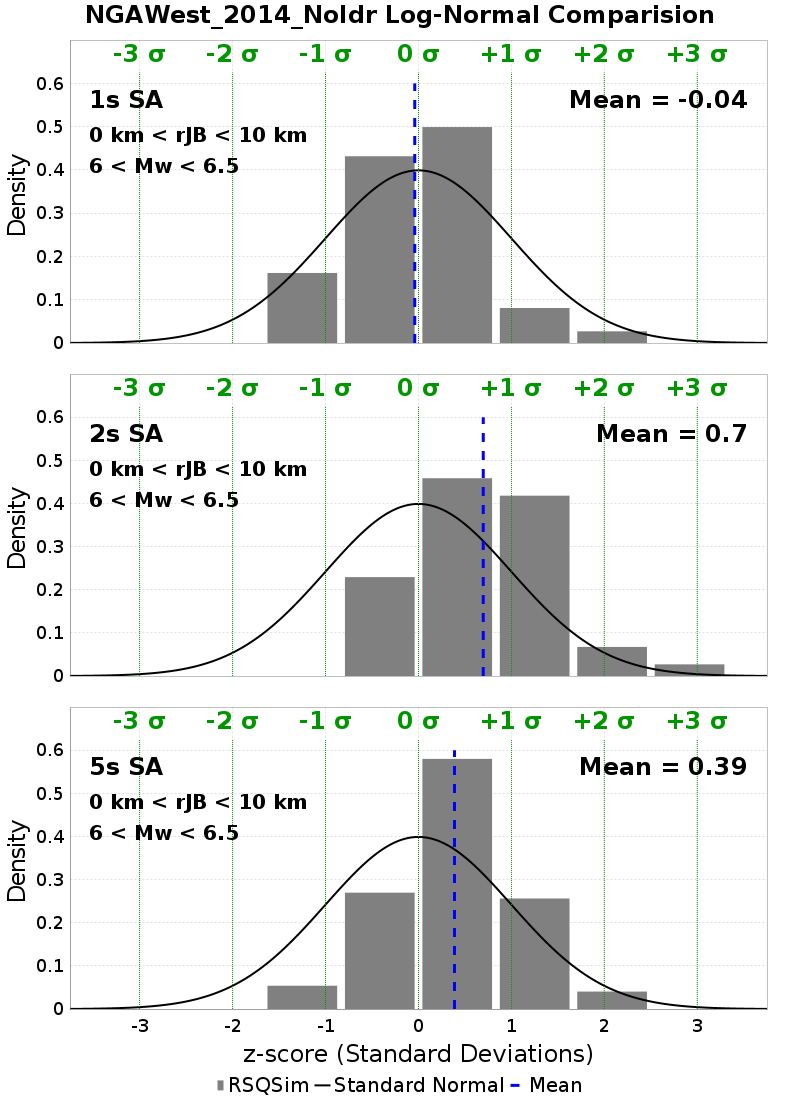 NGAWest_2014_NoIdr Log-Normal Comparision
-3 σ -2 σ -1 σ 0 σ +1 σ +2 σ +3 σ
0.6
1s SA Mean = -0.04
0.5
0 km < rJB < 10 km
6 < Mw < 6.5
0.4
Density
0.3
0.2
0.1
0
-3 σ -2 σ -1 σ 0 σ +1 σ +2 σ +3 σ
0.6
2s SA Mean = 0.7
0.5
0 km < rJB < 10 km
6 < Mw < 6.5
0.4
Density
0.3
0.2
0.1
0
-3 σ -2 σ -1 σ 0 σ +1 σ +2 σ +3 σ
0.6
5s SA Mean = 0.39
0.5
0 km < rJB < 10 km
6 < Mw < 6.5
0.4
Density
0.3
0.2
0.1
0
-3 -2 -1 0 1 2 3
z-score (Standard Deviations)
RSQSim Standard Normal Mean